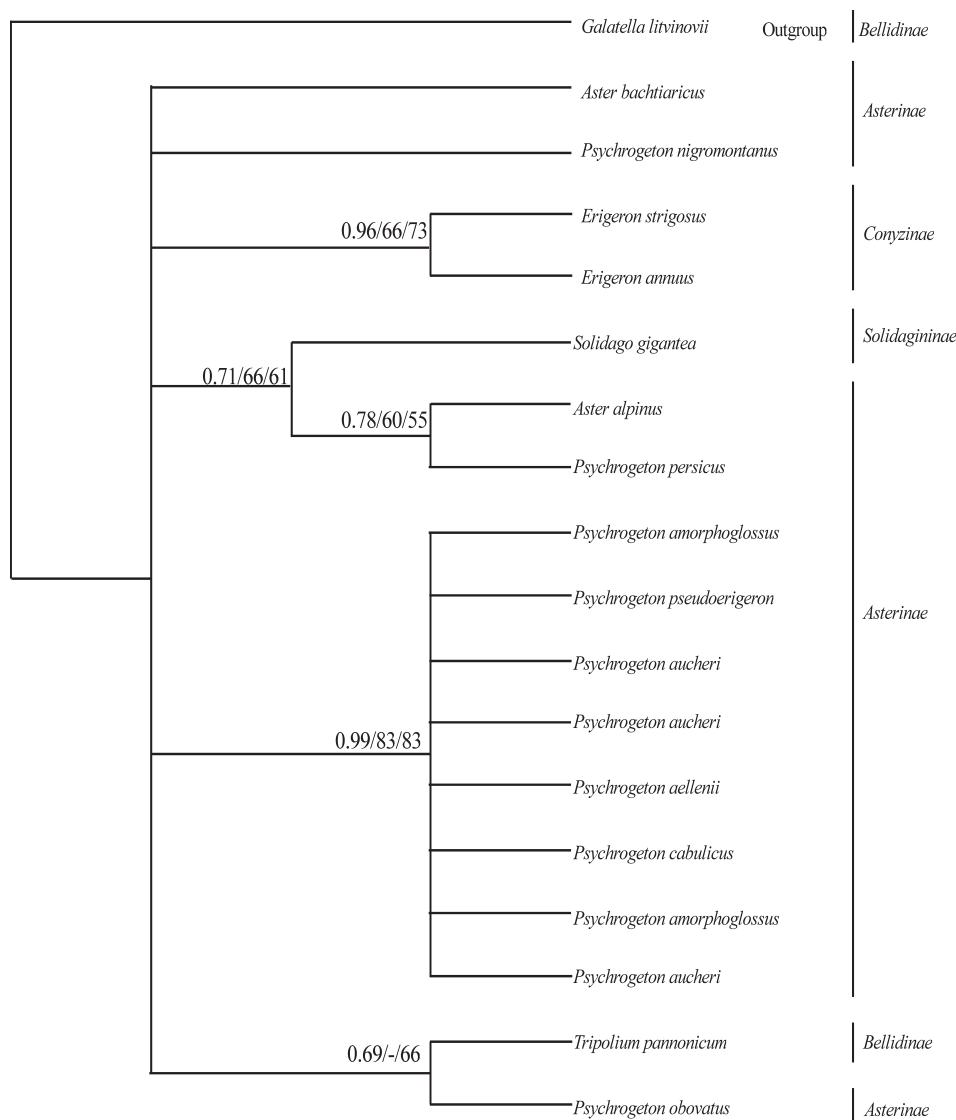 Galatella litvinovii Outgroup Bellidinae
Aster bachtiaricus
Asterinae
Psychrogeton nigromontanus
Erigeron strigosus
0.96/66/73
Conyzinae
Erigeron annuus
Solidagininae
Solidago gigantea
0.71/66/61
Aster alpinus
0.78/60/55
Psychrogeton persicus
Psychrogeton amorphoglossus
Psychrogeton pseudoerigeron
Asterinae
Psychrogeton aucheri
Psychrogeton aucheri
0.99/83/83
Psychrogeton aellenii
Psychrogeton cabulicus
Psychrogeton amorphoglossus
Psychrogeton aucheri
Tripolium pannonicum Bellidinae
0.69/-/66
Psychrogeton obovatus Asterinae